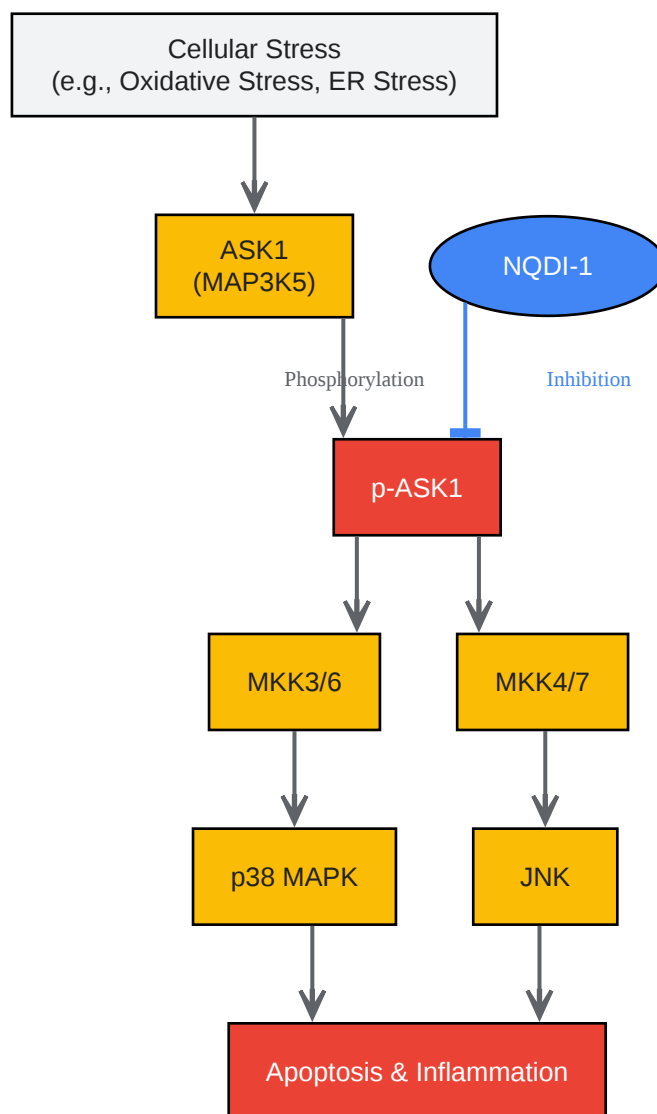 Cellular Stress
(e.g., Oxidative Stress, ER Stress)
ASK1
(MAP3K5)
NQDI-1
Phosphorylation
Inhibition
p-ASK1
MKK3/6
MKK4/7
p38 MAPK
JNK
Apoptosis & Inflammation